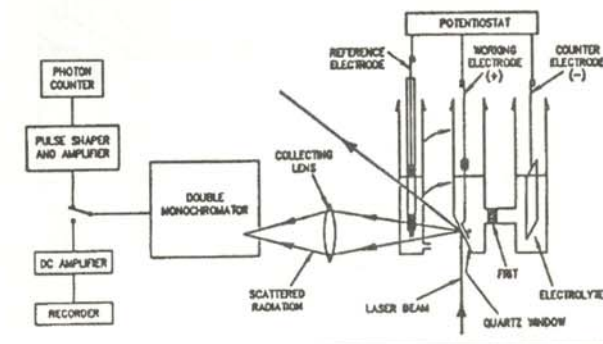 POTENTIOSTAT
REFERENCE
ELECTRODE
WORKING
ELECTRODE
(+)
COUNTER
ELECTRODE
(-)
PHOTON
COUNTER
PULSE SHAPER
AND AMPLIFIER
COLLECTING
LENS
DOUBLE
MONOCHROMATOR
DC AMPLIFIER
RECORDER
SCATTERED
RADIATION
LASER BEAM
FRIT
ELECTROLYTE
QUARTZ WINDOW